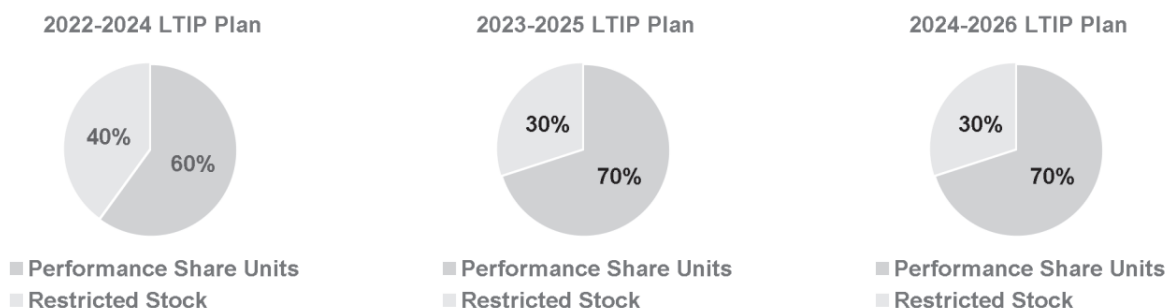 2022-2024 LTIP Plan
40%
60%
Performance Share Units
Restricted Stock
2023-2025 LTIP Plan
30%
70%
Performance Share Units
Restricted Stock
2024-2026 LTIP Plan
30%
70%
Performance Share Units
Restricted Stock